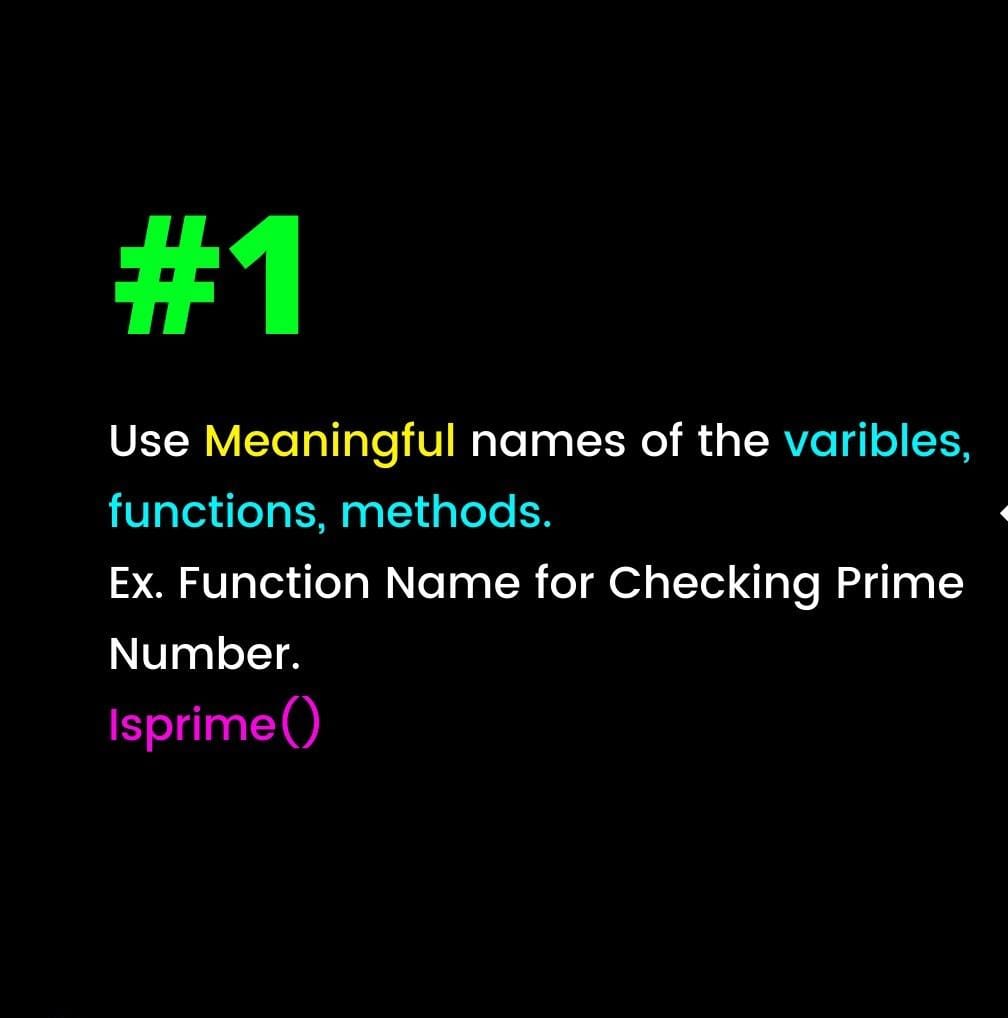 #1
Use Meaningful names of the varibles,
functions, methods.
Ex. Function Name for Checking Prime
Number.
Isprime()